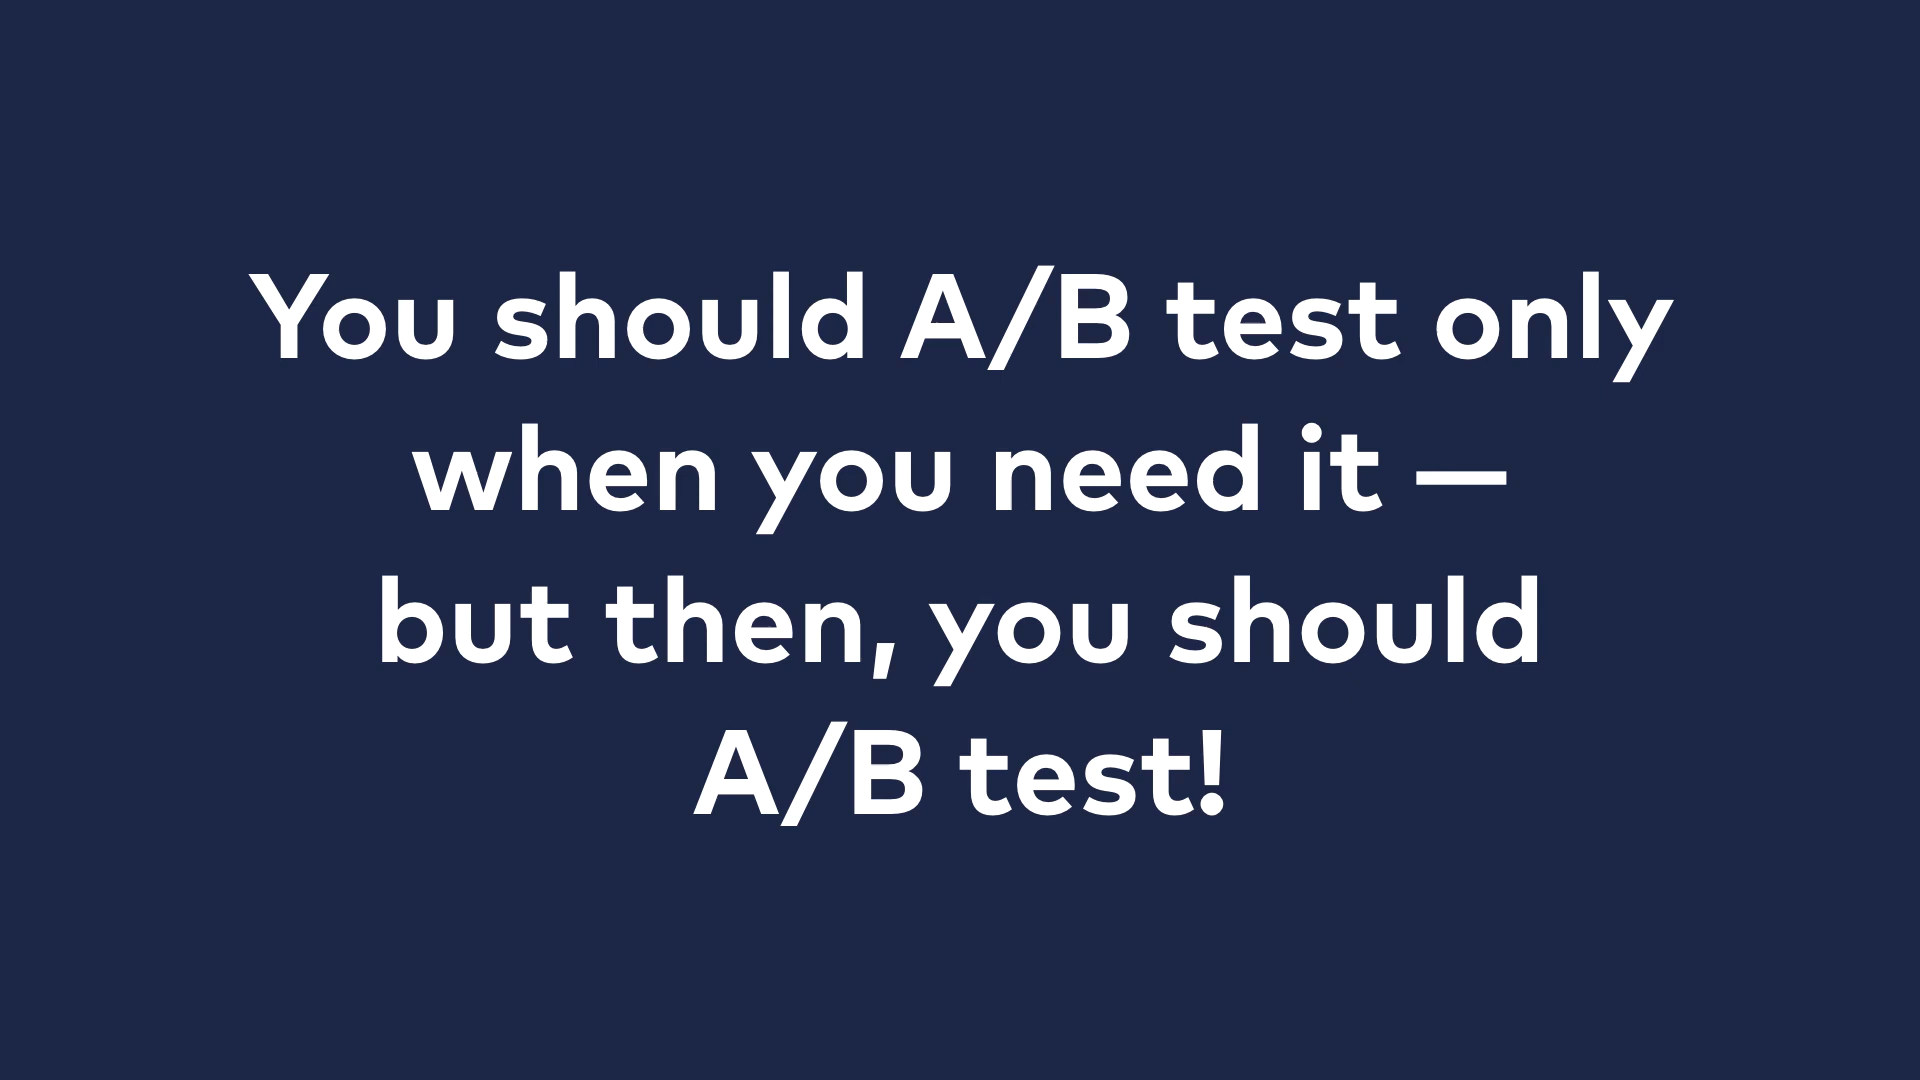 You should A/B test only
when you need it —
but then, you should
A/B test!